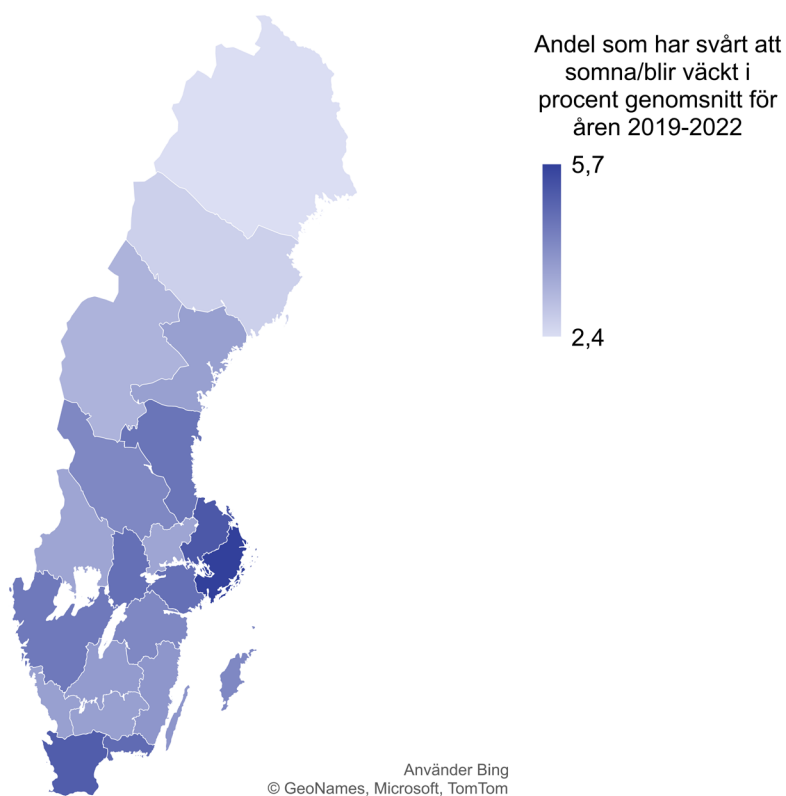 Andel som har svårt att
somna/blir väckt i
procent genomsnitt för
åren 2019-2022
5,7
2,4
Använder Bing
© GeoNames, Microsoft, TomTom